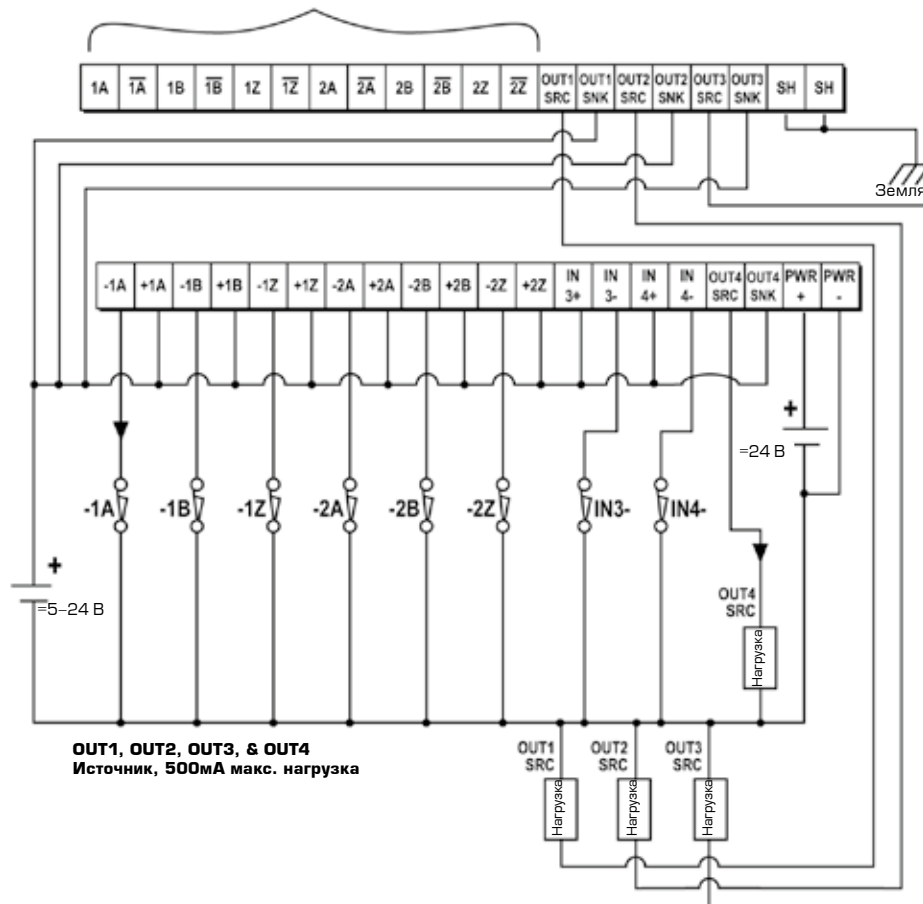 1A 1A 1B 1B 1Z 1Z 2A 2A 2B 2B 2Z 2Z OUT1 SRC OUT1 SNK OUT2 SRC OUT2 SNK OUT3 SRC OUT3 SNK SH SH
Земля
-1A +1A -1B +1B -1Z +1Z -2A +2A -2B +2B -2Z +2Z IN 3+ IN 3- IN 4+ IN 4- OUT4 SRC OUT4 SNK PWR + PWR -
+
=24 В
-1A -1B -1Z -2A -2B -2Z IN3- IN4-
+
=5–24 В
OUT4
SRC
Нагрузка
OUT1, OUT2, OUT3, & OUT4
Источник, 500мА макс. нагрузка
OUT1
SRC
OUT2
SRC
OUT3
SRC
Нагрузка
Нагрузка
Нагрузка